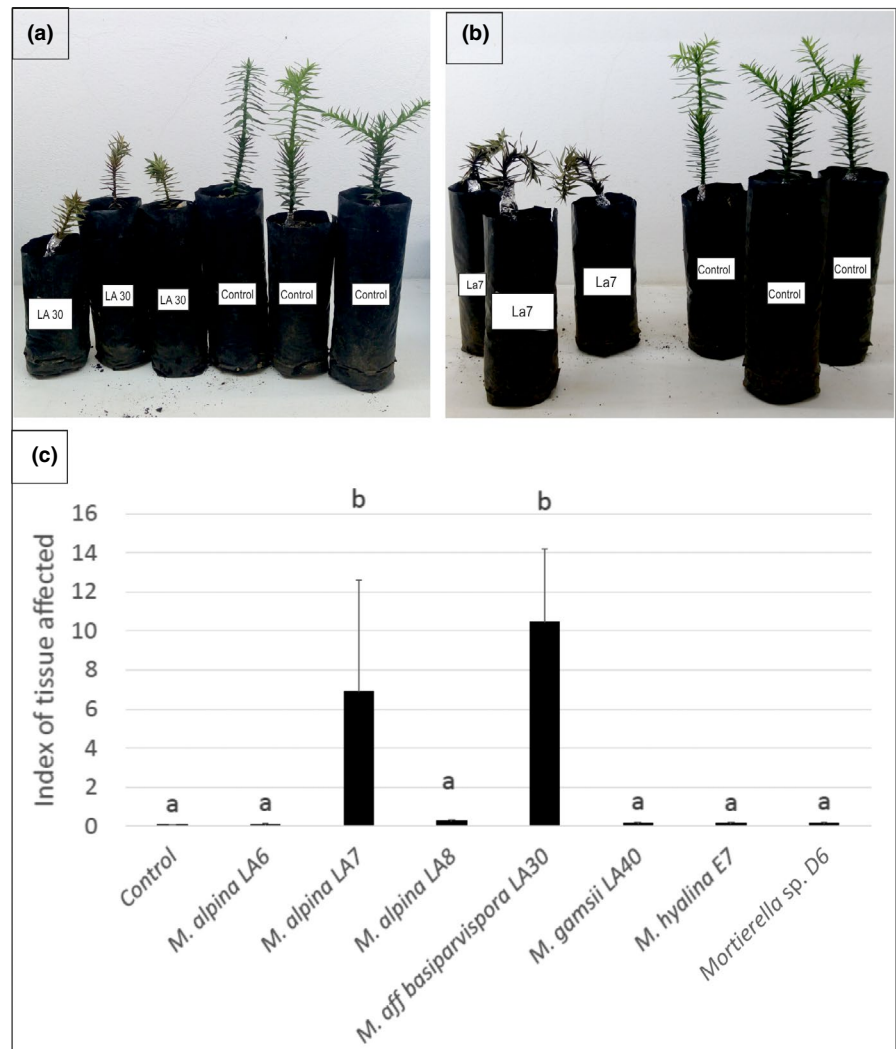 (a)
LA 30
LA 30
LA 30
Control
Control
Control
(b)
La7
La7
La7
Control
Control
Control
(c)
Index of tissue affected
16
14
12
10
8
6
4
2
0
a
a
b
a
b
a
a
a
Control
M. alpina LA6
M. alpina LA7
M. alpina LA8
M. aff basiparvispora LA30
M. gamsii LA40
M. hyalina E7
Mortierella sp. D6